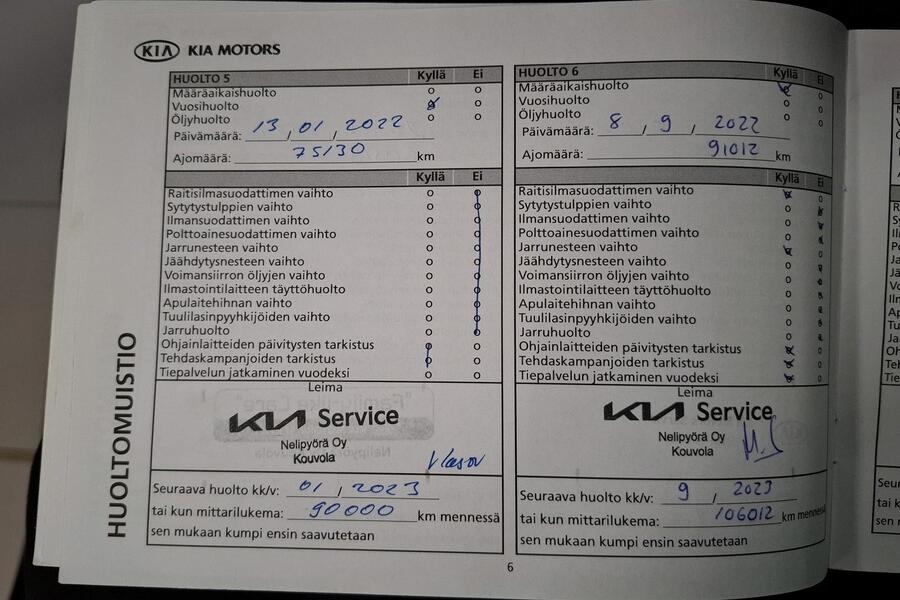 KIA KIA MOTORS
HUOLTO 5 Kyllä Ei
Määräaikaishuolto o o
Vuosihuolto o
Öljyhuolto o o
Päivämäärä: 13, 01, 2022
Ajomäärä: 75130 km
Kyllä Ei
Raitisilmasuodattimen vaihto
Sytytystulppien vaihto
Ilmansuodattimen vaihto
Polttoainesuodattimen vaihto
Jarrunesteen vaihto
Jäähdytysnesteen vaihto
Voimansiirron öljyjen vaihto
Ilmastointilaitteen täyttöhuolto
Apulaitehihnan vaihto
Tuulilasinpyyhkijöiden vaihto
Jarruhuolto
Ohjainlaitteiden päivitysten tarkistus
Tehdaskampanjoiden tarkistus
Tiepalvelun jatkaminen vuodeksi
Leima
KIA Service
Nelipyörä Oy
Kouvola
Seuraava huolto kk/v: 01, 2023
tai kun mittarilukema: 90000 km mennessä
sen mukaan kumpi ensin saavutetaan
HUOLTO 6 Kyllä Ei
Määräaikaishuolto
Vuosihuolto
Öljyhuolto
Päivämäärä: 8, 9, 2022
Ajomäärä: 91012 km
Kyllä Ei
Raitisilmasuodattimen vaihto
Sytytystulppien vaihto
Ilmansuodattimen vaihto
Polttoainesuodattimen vaihto
Jarrunesteen vaihto
Jäähdytysnesteen vaihto
Voimansiirron öljyjen vaihto
Ilmastointilaitteen täyttöhuolto
Apulaitehihnan vaihto
Tuulilasinpyyhkijöiden vaihto
Jarruhuolto
Ohjainlaitteiden päivitysten tarkistus
Tehdaskampanjoiden tarkistus
Tiepalvelun jatkaminen vuodeksi
Leima
KIA Service
Nelipyörä Oy
Kouvola
Seuraava huolto kk/v: 9, 2023
tai kun mittarilukema: 106012 km mennessä
sen mukaan kumpi ensin saavutetaan
HUOLTOMUISTIO
6